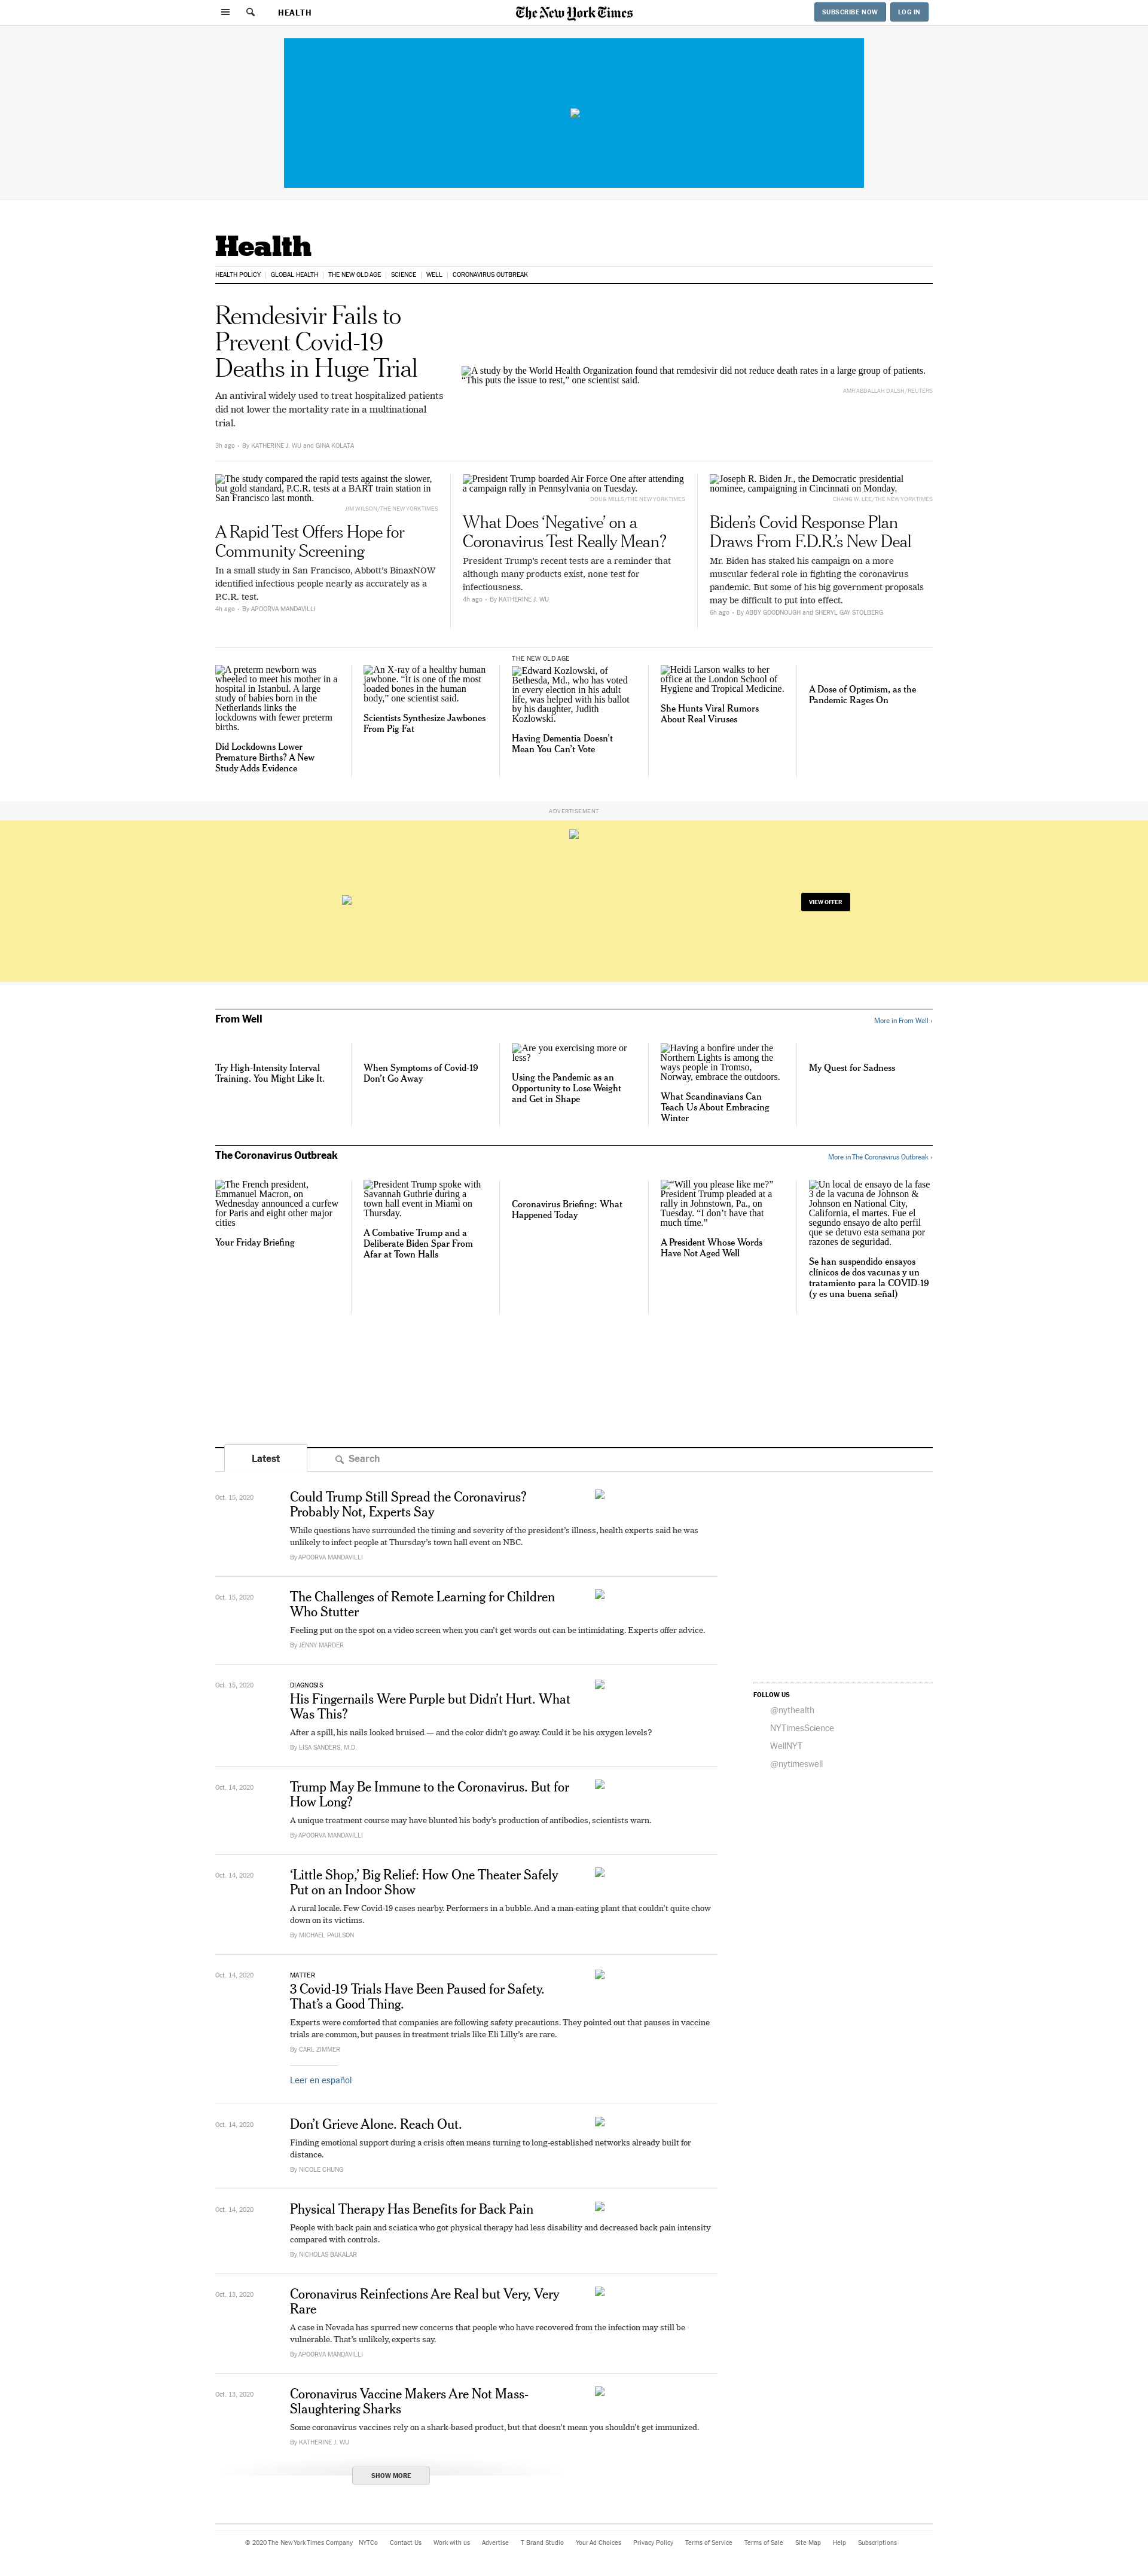 HEALTH
The New York Times
SUBSCRIBE NOW
LOG IN
Health
HEALTH POLICY
GLOBAL HEALTH
THE NEW OLD AGE
SCIENCE
WELL
CORONAVIRUS OUTBREAK
Remdesivir Fails to
Prevent Covid-19
Deaths in Huge Trial
An antiviral widely used to treat hospitalized patients
did not lower the mortality rate in a multinational
trial.
3h ago • By KATHERINE J. WU and GINA KOLATA
A study by the World Health Organization found that remdesivir did not reduce death rates in a large group of patients.
“This puts the issue to rest,” one scientist said.
AMR ABDALLAH DALSH/REUTERS
The study compared the rapid tests against the slower,
but gold standard, P.C.R. tests at a BART train station in
San Francisco last month.
JIM WILSON/THE NEW YORK TIMES
A Rapid Test Offers Hope for
Community Screening
In a small study in San Francisco, Abbott’s BinaxNOW
identified infectious people nearly as accurately as a
P.C.R. test.
4h ago • By APOORVA MANDAVILLI
President Trump boarded Air Force One after attending
a campaign rally in Pennsylvania on Tuesday.
DOUG MILLS/THE NEW YORK TIMES
What Does ‘Negative’ on a
Coronavirus Test Really Mean?
President Trump’s recent tests are a reminder that
although many products exist, none test for
infectiousness.
4h ago • By KATHERINE J. WU
Joseph R. Biden Jr., the Democratic presidential
nominee, campaigning in Cincinnati on Monday.
CHANG W. LEE/THE NEW YORK TIMES
Biden’s Covid Response Plan
Draws From F.D.R.’s New Deal
Mr. Biden has staked his campaign on a more
muscular federal role in fighting the coronavirus
pandemic. But some of his big government proposals
may be difficult to put into effect.
6h ago • By ABBY GOODNOUGH and SHERYL GAY STOLBERG
A preterm newborn was
wheeled to meet his mother in a
hospital in Istanbul. A large
study of babies born in the
Netherlands links the
lockdowns with fewer preterm
births.
Did Lockdowns Lower
Premature Births? A New
Study Adds Evidence
An X-ray of a healthy human
jawbone. “It is one of the most
loaded bones in the human
body,” one scientist said.
Scientists Synthesize Jawbones
From Pig Fat
THE NEW OLD AGE
Edward Kozlowski, of
Bethesda, Md., who has voted
in every election in his adult
life, was helped with his ballot
by his daughter, Judith
Kozlowski.
Having Dementia Doesn’t
Mean You Can’t Vote
Heidi Larson walks to her
office at the London School of
Hygiene and Tropical Medicine.
She Hunts Viral Rumors
About Real Viruses
A Dose of Optimism, as the
Pandemic Rages On
ADVERTISEMENT
VIEW OFFER
From Well
More in From Well ›
Try High-Intensity Interval
Training. You Might Like It.
When Symptoms of Covid-19
Don’t Go Away
Are you exercising more or
less?
Using the Pandemic as an
Opportunity to Lose Weight
and Get in Shape
Having a bonfire under the
Northern Lights is among the
ways people in Tromso,
Norway, embrace the outdoors.
What Scandinavians Can
Teach Us About Embracing
Winter
My Quest for Sadness
The Coronavirus Outbreak
More in The Coronavirus Outbreak ›
The French president,
Emmanuel Macron, on
Wednesday announced a curfew
for Paris and eight other major
cities
Your Friday Briefing
President Trump spoke with
Savannah Guthrie during a
town hall event in Miami on
Thursday.
A Combative Trump and a
Deliberate Biden Spar From
Afar at Town Halls
Coronavirus Briefing: What
Happened Today
“Will you please like me?”
President Trump pleaded at a
rally in Johnstown, Pa., on
Tuesday. “I don’t have that
much time.”
A President Whose Words
Have Not Aged Well
Un local de ensayo de la fase
3 de la vacuna de Johnson &
Johnson en National City,
California, el martes. Fue el
segundo ensayo de alto perfil
que se detuvo esta semana por
razones de seguridad.
Se han suspendido ensayos
clínicos de dos vacunas y un
tratamiento para la COVID-19
(y es una buena señal)
Latest
Search
Oct. 15, 2020
Could Trump Still Spread the Coronavirus?
Probably Not, Experts Say
While questions have surrounded the timing and severity of the president’s illness, health experts said he was
unlikely to infect people at Thursday’s town hall event on NBC.
By APOORVA MANDAVILLI
Oct. 15, 2020
The Challenges of Remote Learning for Children
Who Stutter
Feeling put on the spot on a video screen when you can’t get words out can be intimidating. Experts offer advice.
By JENNY MARDER
Oct. 15, 2020
DIAGNOSIS
His Fingernails Were Purple but Didn’t Hurt. What
Was This?
After a spill, his nails looked bruised — and the color didn’t go away. Could it be his oxygen levels?
By LISA SANDERS, M.D.
FOLLOW US
@nythealth
NYTimesScience
WellNYT
@nytimeswell
Oct. 14, 2020
Trump May Be Immune to the Coronavirus. But for
How Long?
A unique treatment course may have blunted his body’s production of antibodies, scientists warn.
By APOORVA MANDAVILLI
Oct. 14, 2020
‘Little Shop,’ Big Relief: How One Theater Safely
Put on an Indoor Show
A rural locale. Few Covid-19 cases nearby. Performers in a bubble. And a man-eating plant that couldn’t quite chow
down on its victims.
By MICHAEL PAULSON
Oct. 14, 2020
MATTER
3 Covid-19 Trials Have Been Paused for Safety.
That’s a Good Thing.
Experts were comforted that companies are following safety precautions. They pointed out that pauses in vaccine
trials are common, but pauses in treatment trials like Eli Lilly’s are rare.
By CARL ZIMMER
Leer en español
Oct. 14, 2020
Don’t Grieve Alone. Reach Out.
Finding emotional support during a crisis often means turning to long-established networks already built for
distance.
By NICOLE CHUNG
Oct. 14, 2020
Physical Therapy Has Benefits for Back Pain
People with back pain and sciatica who got physical therapy had less disability and decreased back pain intensity
compared with controls.
By NICHOLAS BAKALAR
Oct. 13, 2020
Coronavirus Reinfections Are Real but Very, Very
Rare
A case in Nevada has spurred new concerns that people who have recovered from the infection may still be
vulnerable. That’s unlikely, experts say.
By APOORVA MANDAVILLI
Oct. 13, 2020
Coronavirus Vaccine Makers Are Not Mass-
Slaughtering Sharks
Some coronavirus vaccines rely on a shark-based product, but that doesn’t mean you shouldn’t get immunized.
By KATHERINE J. WU
SHOW MORE
© 2020 The New York Times Company NYTCo Contact Us Work with us Advertise T Brand Studio Your Ad Choices Privacy Policy Terms of Service Terms of Sale Site Map Help Subscriptions